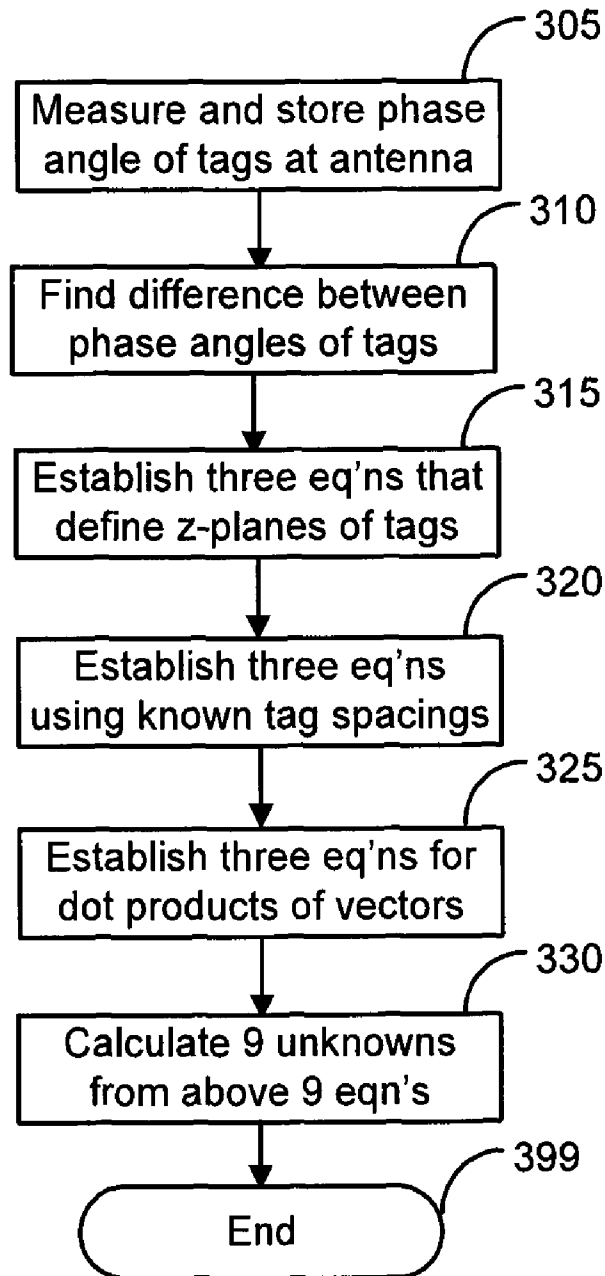 305
Measure and store phase
angle of tags at antenna
310
Find difference between
phase angles of tags
315
Establish three eq'ns that
define z-planes of tags
320
Establish three eq'ns
using known tag spacings
325
Establish three eq'ns for
dot products of vectors
330
Calculate 9 unknowns
from above 9 eqn's
399
End